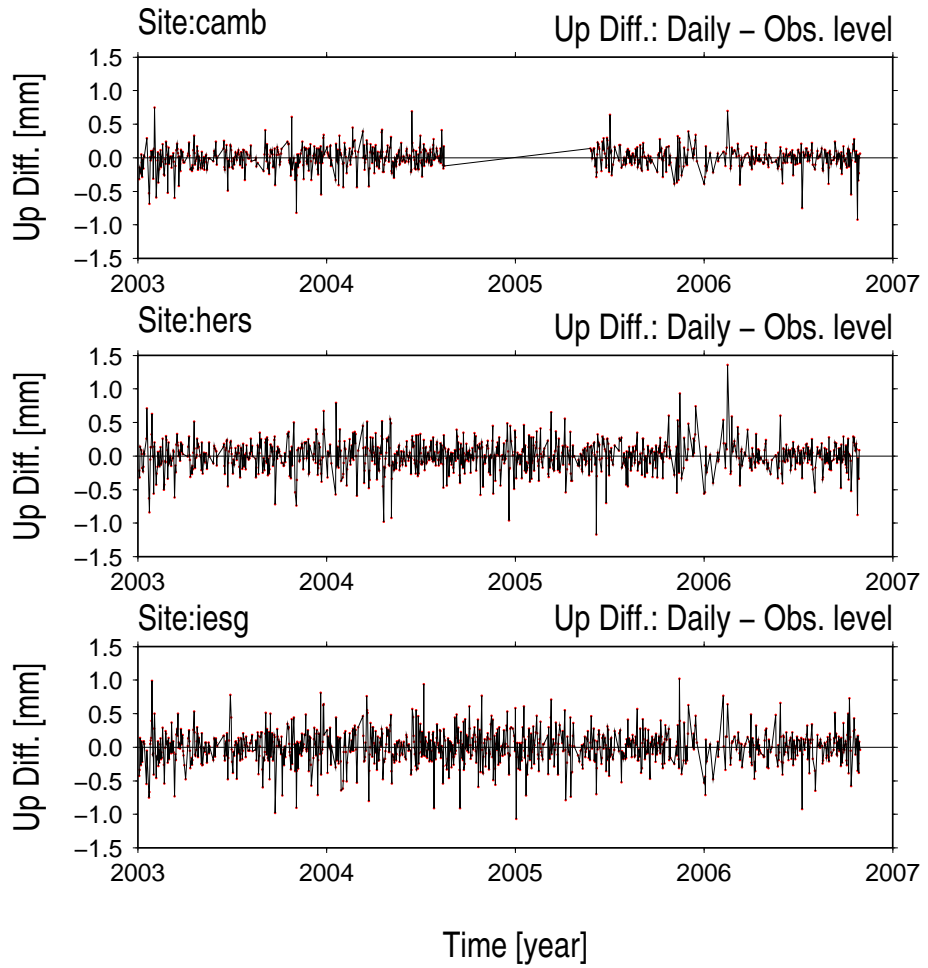 Site:camb Up Diff.: Daily – Obs. level
Up Diff. [mm]
1.5
1.0
0.5
0.0
−0.5
−1.0
−1.5
2003 2004 2005 2006 2007
Site:hers Up Diff.: Daily – Obs. level
Up Diff. [mm]
1.5
1.0
0.5
0.0
−0.5
−1.0
−1.5
2003 2004 2005 2006 2007
Site:iesg Up Diff.: Daily – Obs. level
Up Diff. [mm]
1.5
1.0
0.5
0.0
−0.5
−1.0
−1.5
2003 2004 2005 2006 2007
Time [year]